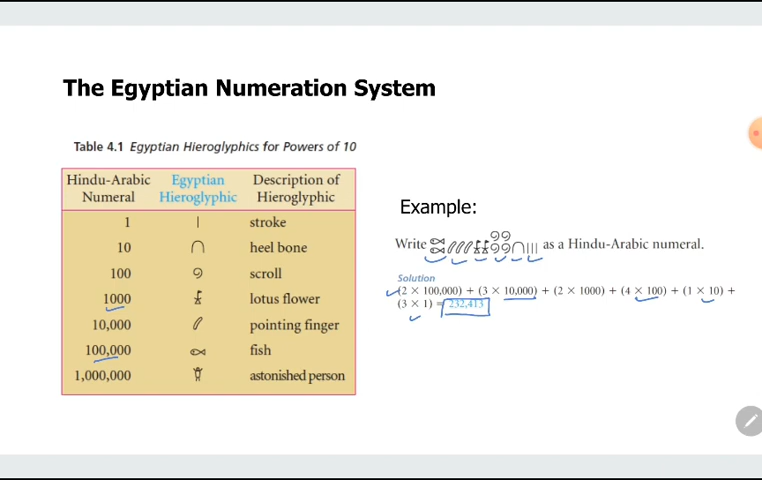 The Egyptian Numeration System
Table 4.1 Egyptian Hieroglyphics for Powers of 10
Hindu-Arabic Numeral Egyptian Hieroglyphic Description of Hieroglyphic
1 | stroke
10 ∩ heel bone
100 scroll
1000 lotus flower
10,000 pointing finger
100,000 fish
1,000,000 astonished person
Example:
Write ∩||| as a Hindu-Arabic numeral.
Solution
(2 × 100,000) + (3 × 10,000) + (2 × 1000) + (4 × 100) + (1 × 10) +
(3 × 1) = 232,413